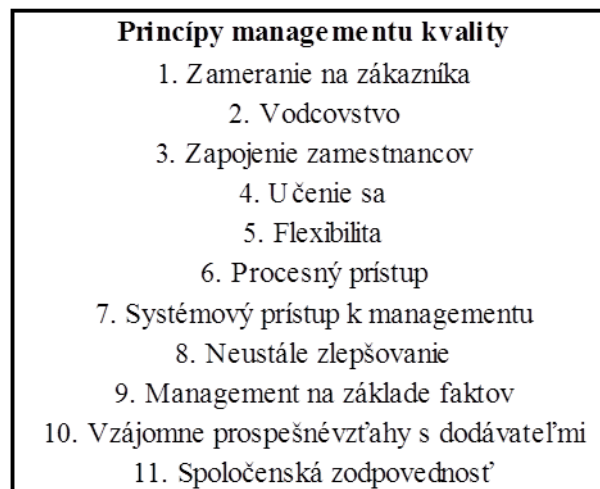 Princípy managementu kvality
1. Zameranie na zákazníka
2. Vodcovstvo
3. Zapojenie zamestnancov
4. Učenie sa
5. Flexibilita
6. Procesný prístup
7. Systémový prístup k managementu
8. Neustále zlepšovanie
9. Management na základe faktov
10. Vzájomne prospešnévzťahy s dodávateľmi
11. Spoločenská zodpovednosť